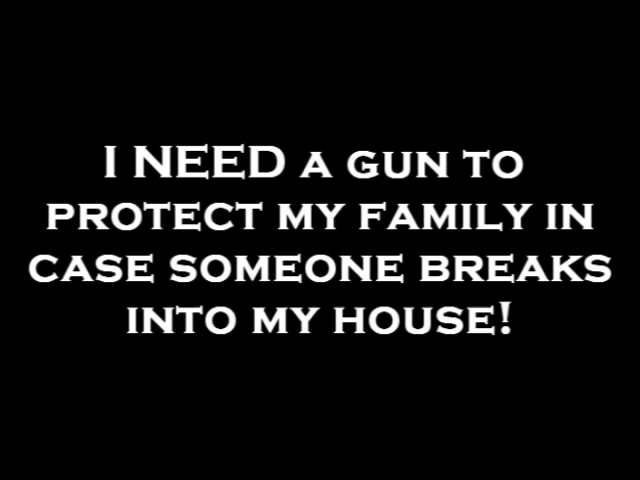 I NEED A GUN TO
PROTECT MY FAMILY IN
CASE SOMEONE BREAKS
INTO MY HOUSE!